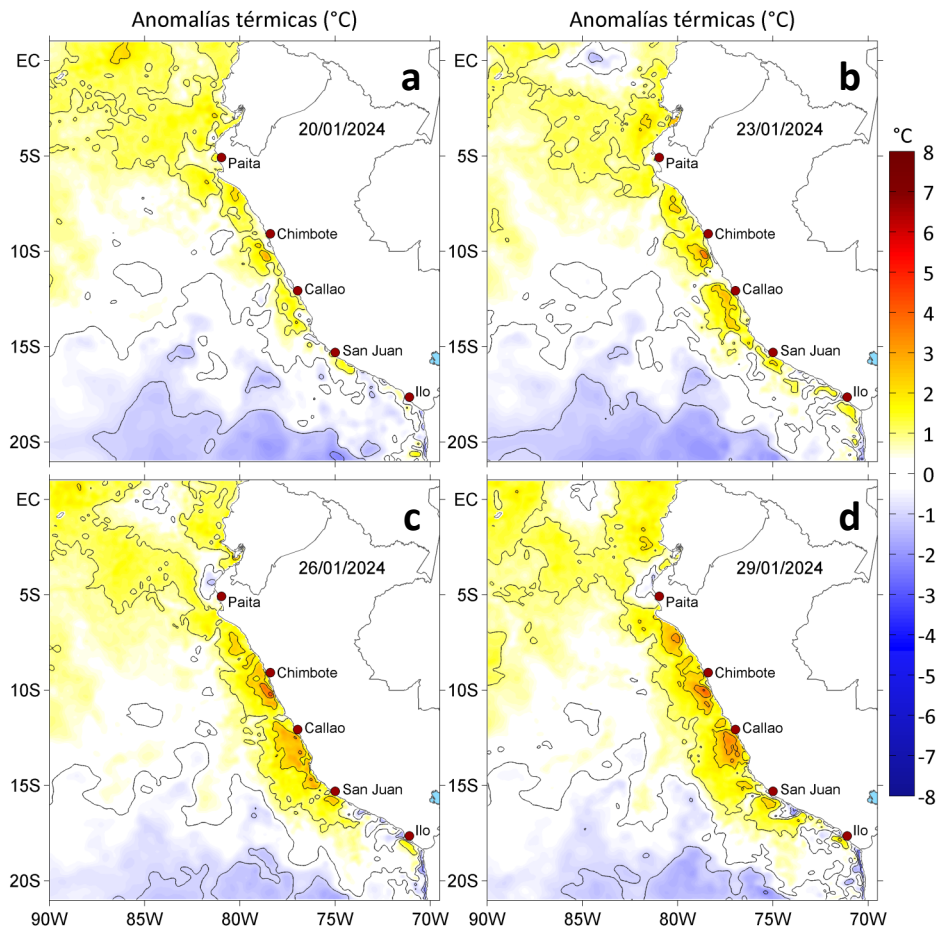 Anomalías térmicas (°C)
Anomalías térmicas (°C)
EC
5S
10S
15S
20S
a
20/01/2024
Paita
Chimbote
Callao
San Juan
Ilo
b
23/01/2024
Paita
Chimbote
Callao
San Juan
Ilo
EC
5S
10S
15S
20S
c
26/01/2024
Paita
Chimbote
Callao
San Juan
Ilo
d
29/01/2024
Paita
Chimbote
Callao
San Juan
Ilo
90W
85W
80W
75W
70W
90W
85W
80W
75W
70W
EC
5S
10S
15S
20S
EC
5S
10S
15S
20S
°C
8
7
6
5
4
3
2
1
0
-1
-2
-3
-4
-5
-6
-7
-8